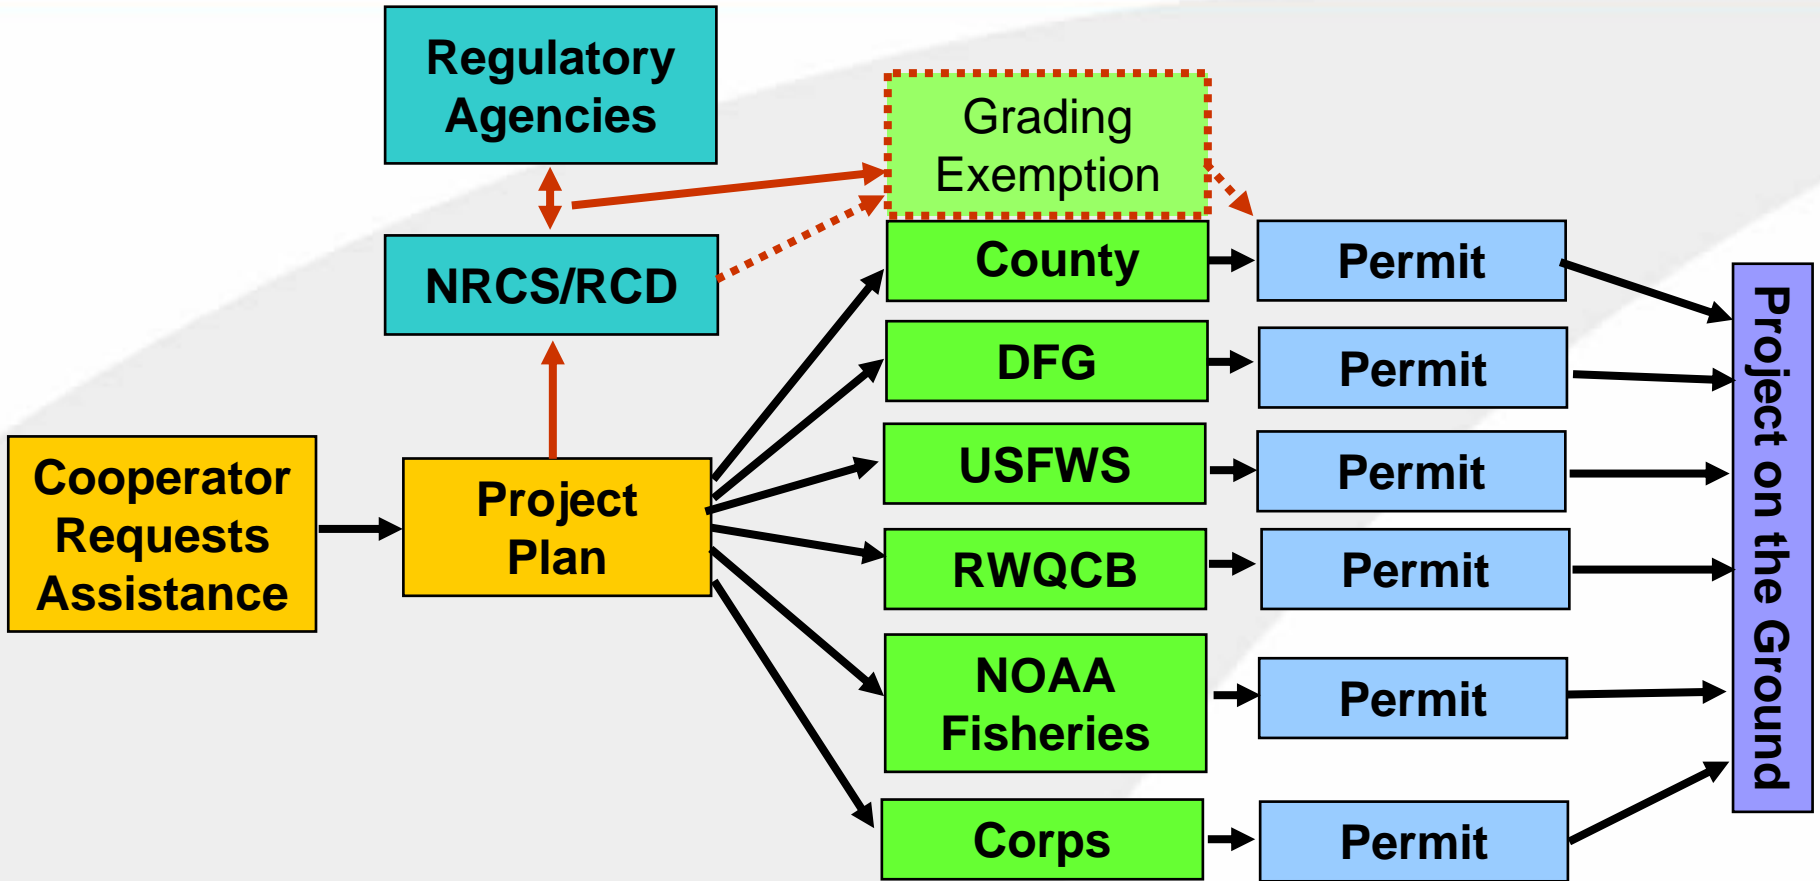 Regulatory
Agencies
NRCS/RCD
Cooperator
Requests
Assistance
Project
Plan
Grading
Exemption
County
Permit
DFG
Permit
USFWS
Permit
RWQCB
Permit
NOAA
Fisheries
Permit
Corps
Permit
Project on the Ground